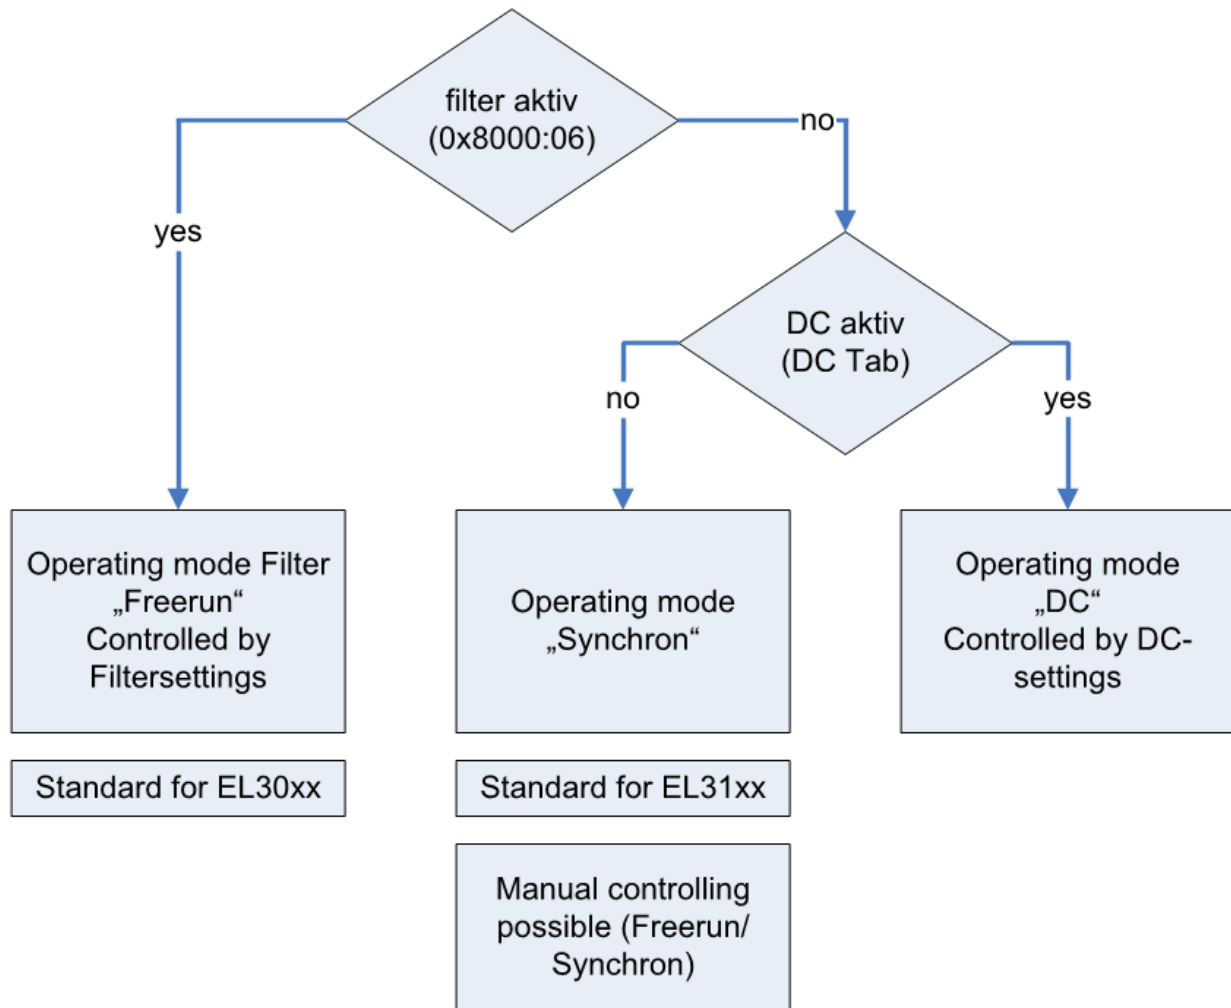 filter aktiv
(0x8000:06)
no
yes
DC aktiv
(DC Tab)
no
yes
Operating mode Filter
„Freerun“
Controlled by
Filtersettings
Operating mode
„Synchron“
Operating mode
„DC“
Controlled by DC-
settings
Standard for EL30xx
Standard for EL31xx
Manual controlling
possible (Freerun/
Synchron)